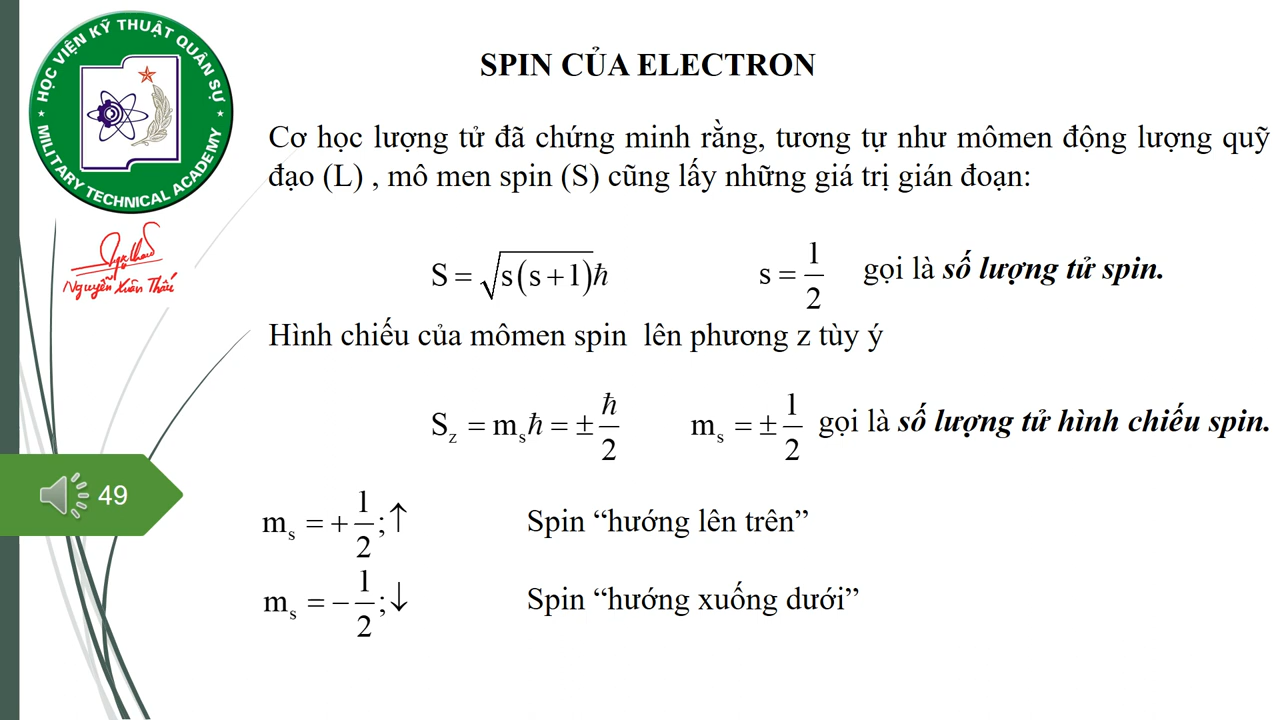 HỌC VIỆN KỸ THUẬT QUÂN SỰ
MILITARY TECHNICAL ACADEMY
Nguyễn Xuân Thấu
SPIN CỦA ELECTRON
Cơ học lượng tử đã chứng minh rằng, tương tự như mômen động lượng quỹ
đạo (L) , mô men spin (S) cũng lấy những giá trị gián đoạn:
S = √s(s+1)ℏ s = 1/2 gọi là số lượng tử spin.
Hình chiếu của mômen spin lên phương z tùy ý
S_z = m_sℏ = ± ℏ/2 m_s = ± 1/2 gọi là số lượng tử hình chiếu spin.
49
m_s = + 1/2 ;↑ Spin “hướng lên trên”
m_s = − 1/2 ;↓ Spin “hướng xuống dưới”